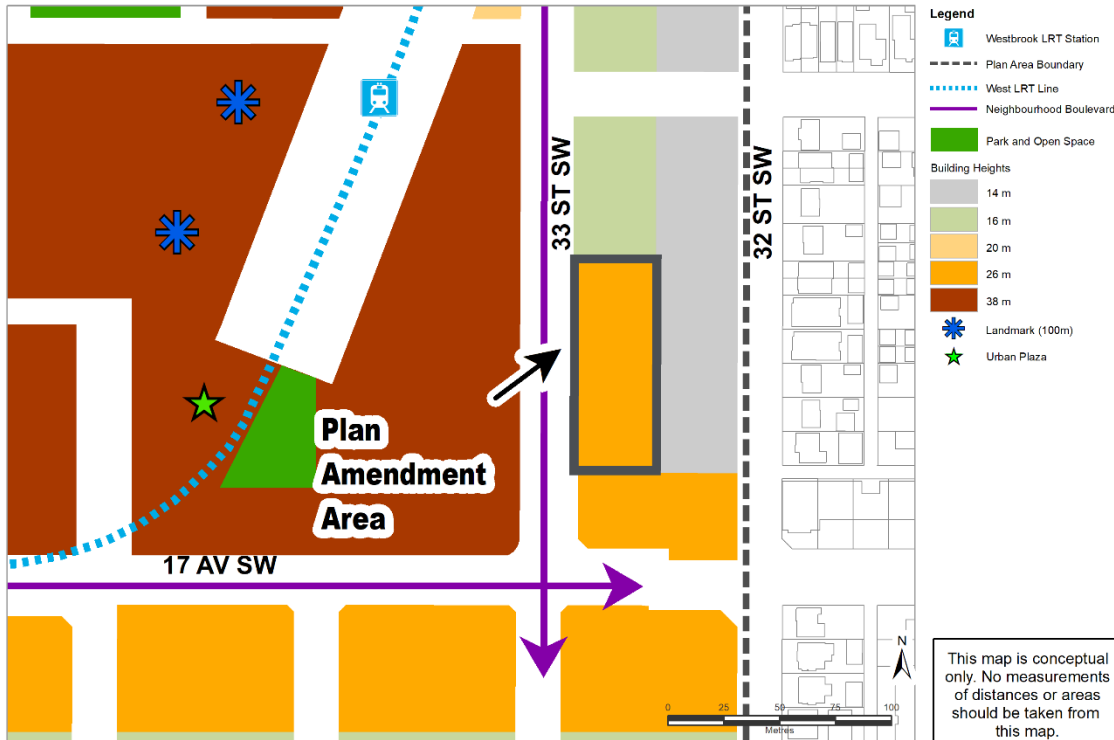 33 ST SW
32 ST SW
Plan
Amendment
Area
17 AV SW
Legend
Westbrook LRT Station
Plan Area Boundary
West LRT Line
Neighbourhood Boulevard
Park and Open Space
Building Heights
14 m
16 m
20 m
26 m
38 m
Landmark (100m)
Urban Plaza
N
0 25 50 75 100
Metres
This map is conceptual
only. No measurements
of distances or areas
should be taken from
this map.